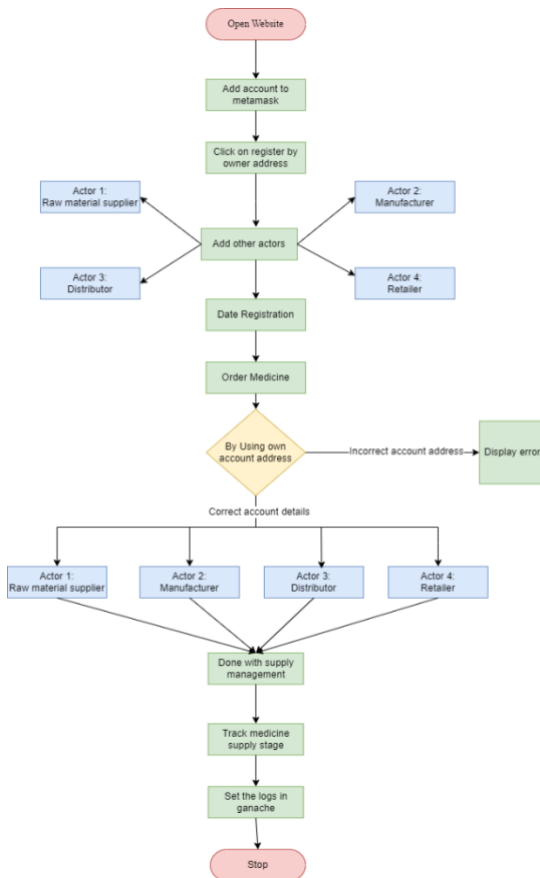 Open Website
Add account to
metamask
Click on register by
owner address
Actor 1:
Raw material supplier
Actor 2:
Manufacturer
Add other actors
Actor 3:
Distributor
Actor 4:
Retailer
Date Registration
Order Medicine
By Using own
account address
Incorrect account address
Display error
Correct account details
Actor 1:
Raw material supplier
Actor 2:
Manufacturer
Actor 3:
Distributor
Actor 4:
Retailer
Done with supply
management
Track medicine
supply stage
Set the logs in
ganache
Stop